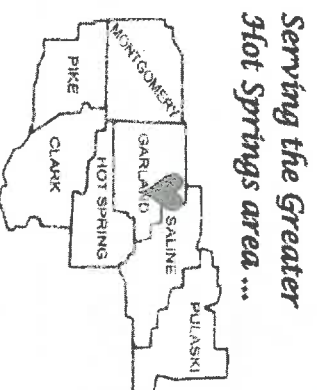 Serving the Greater
Hot Springs area...
MONTGOMERY
PIKE
GARLAND
SALINE
HOT SPRING
CLARK
PULASKI